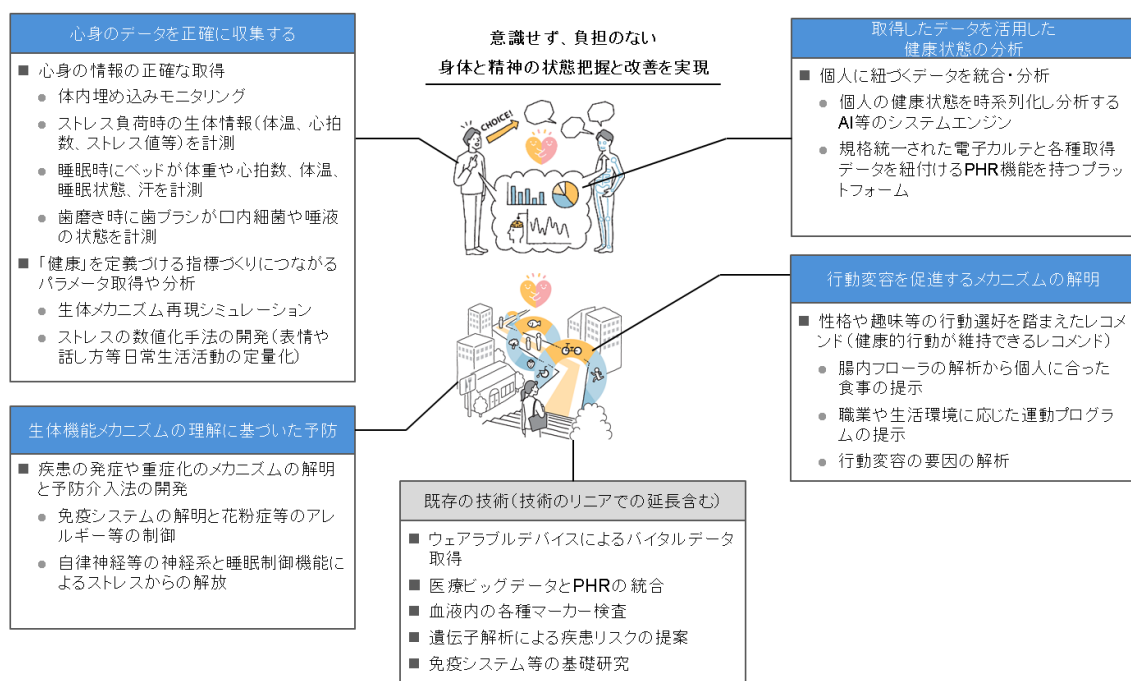 意識せず、負担のない
身体と精神の状態把握と改善を実現
CHOICE!
心身のデータを正確に収集する
■ 心身の情報の正確な取得
● 体内埋め込みモニタリング
● ストレス負荷時の生体情報(体温、心拍
数、ストレス値等)を計測
● 睡眠時にベッドが体重や心拍数、体温、
睡眠状態、汗を計測
● 歯磨き時に歯ブラシが口内細菌や唾液
の状態を計測
■ 「健康」を定義づける指標づくりにつながる
パラメータ取得や分析
● 生体メカニズム再現シミュレーション
● ストレスの数値化手法の開発(表情や
話し方等日常生活活動の定量化)
生体機能メカニズムの理解に基づいた予防
■ 疾患の発症や重症化のメカニズムの解明
と予防介入法の開発
● 免疫システムの解明と花粉症等のアレ
ルギー等の制御
● 自律神経等の神経系と睡眠制御機能に
よるストレスからの解放
取得したデータを活用した
健康状態の分析
■ 個人に紐づくデータを統合・分析
● 個人の健康状態を時系列化し分析する
AI等のシステムエンジン
● 規格統一された電子カルテと各種取得
データを紐付けるPHR機能を持つプラッ
トフォーム
行動変容を促進するメカニズムの解明
■ 性格や趣味等の行動選好を踏まえたレコメ
ンド(健康的行動が維持できるレコメンド)
● 腸内フローラの解析から個人に合った
食事の提示
● 職業や生活環境に応じた運動プログラ
ムの提示
● 行動変容の要因の解析
既存の技術(技術のリニアでの延長含む)
■ ウェアラブルデバイスによるバイタルデータ
取得
■ 医療ビッグデータとPHRの統合
■ 血液内の各種マーカー検査
■ 遺伝子解析による疾患リスクの提案
■ 免疫システム等の基礎研究